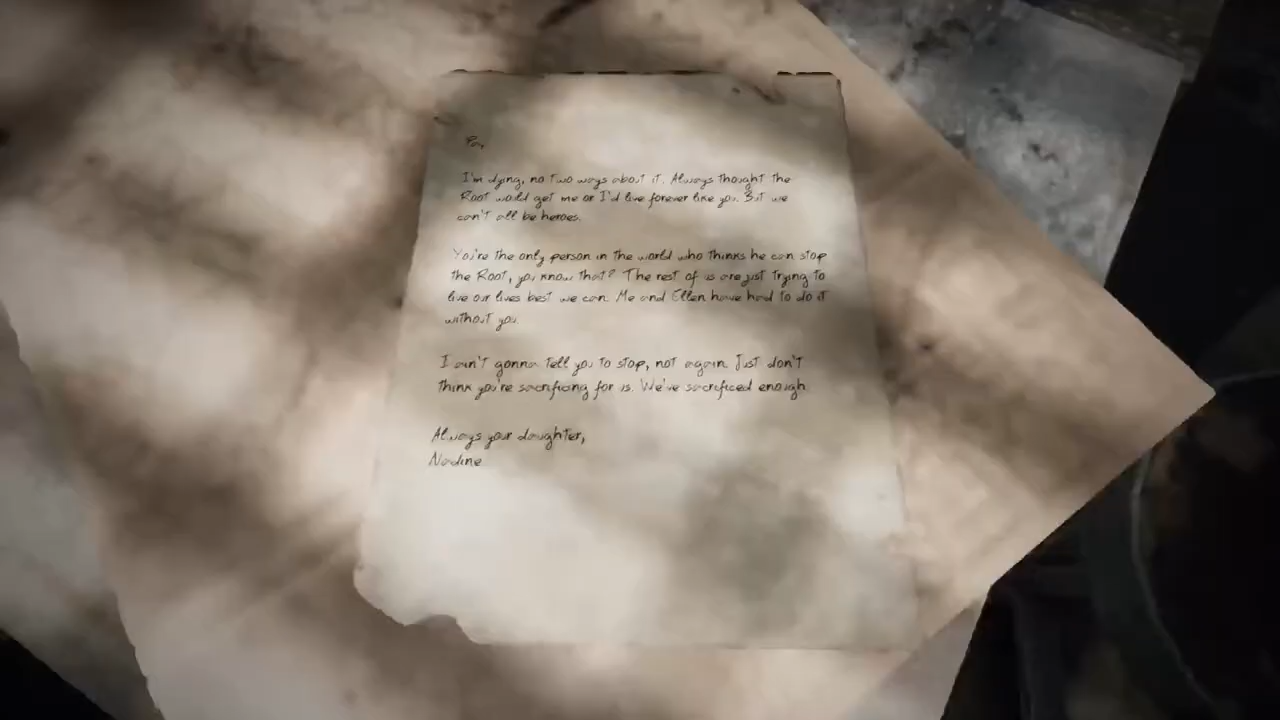 Pa,
I'm dying, no two ways about it. Always thought the
Root would get me or I'd live forever like you. But we
can't all be heroes.
You're the only person in the world who thinks he can stop
the Root, you know that? The rest of us are just trying to
live our lives best we can. Me and Ellen have had to do it
without you.
I ain't gonna tell you to stop, not again. Just don't
think you're sacrificing for us. We've sacrificed enough.
Always your daughter,
Nadine